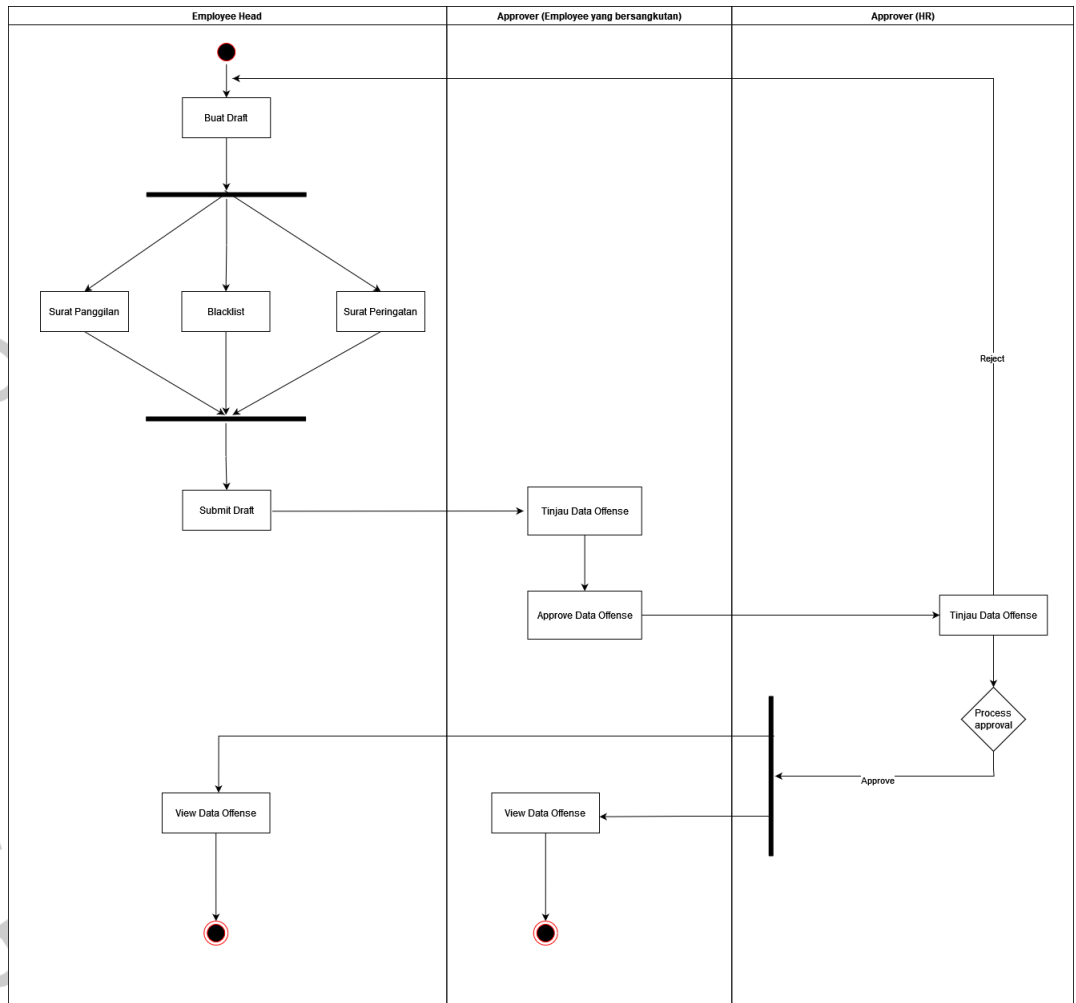 Employee Head
Approver (Employee yang bersangkutan)
Approver (HR)
Buat Draft
Surat Panggilan
Blacklist
Surat Peringatan
Reject
Submit Draft
Tinjau Data Offense
Approve Data Offense
Tinjau Data Offense
Process
approval
Approve
View Data Offense
View Data Offense